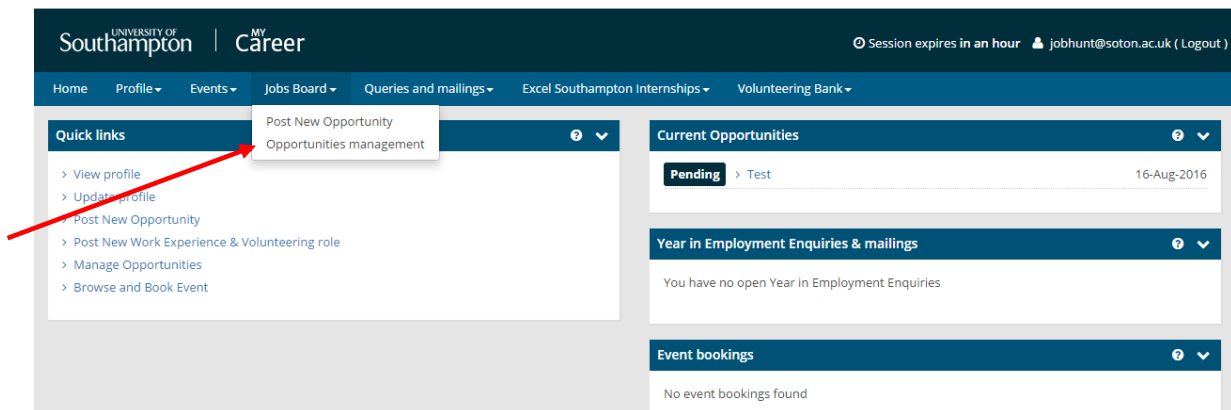 UNIVERSITY OF
Southampton | MY Career
Session expires in an hour jobhunt@soton.ac.uk ( Logout )
Home Profile Events Jobs Board Queries and mailings Excel Southampton Internships Volunteering Bank
Post New Opportunity
Opportunities management
Quick links
> View profile
> Update profile
> Post New Opportunity
> Post New Work Experience & Volunteering role
> Manage Opportunities
> Browse and Book Event
Current Opportunities
Pending > Test 16-Aug-2016
Year in Employment Enquiries & mailings
You have no open Year in Employment Enquiries
Event bookings
No event bookings found